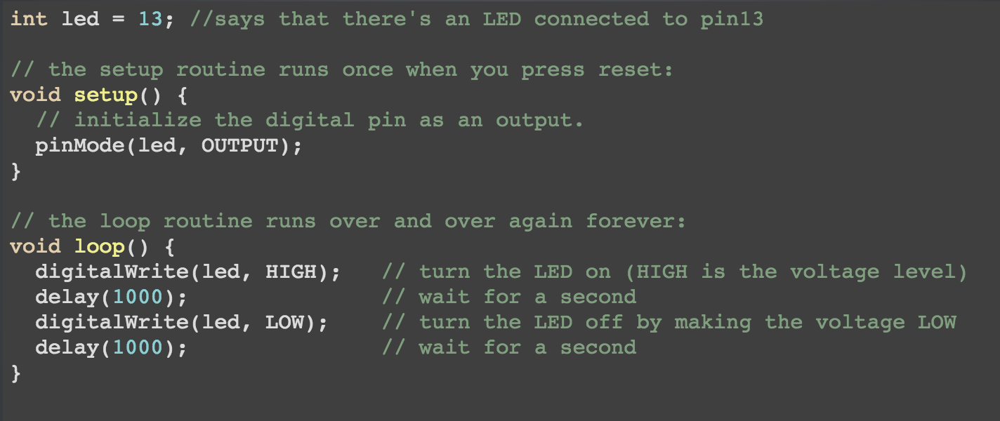 int led = 13; //says that there's an LED connected to pin13
// the setup routine runs once when you press reset:
void setup() {
  // initialize the digital pin as an output.
  pinMode(led, OUTPUT);
}
// the loop routine runs over and over again forever:
void loop() {
  digitalWrite(led, HIGH);   // turn the LED on (HIGH is the voltage level)
  delay(1000);               // wait for a second
  digitalWrite(led, LOW);    // turn the LED off by making the voltage LOW
  delay(1000);               // wait for a second
}